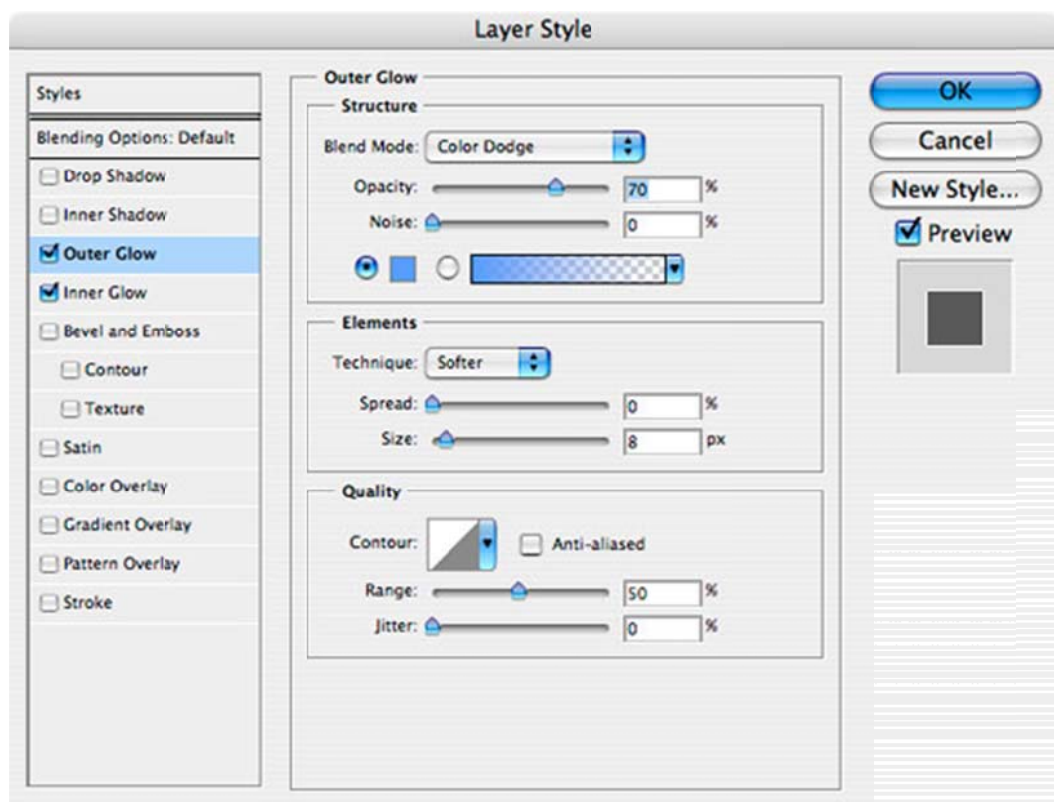 Layer Style
Styles
Blending Options: Default
Drop Shadow
Inner Shadow
Outer Glow
Inner Glow
Bevel and Emboss
Contour
Texture
Satin
Color Overlay
Gradient Overlay
Pattern Overlay
Stroke
Outer Glow
Structure
Blend Mode: Color Dodge
Opacity: 70 %
Noise: 0 %
Elements
Technique: Softer
Spread: 0 %
Size: 8 px
Quality
Contour: Anti-aliased
Range: 50 %
Jitter: 0 %
OK
Cancel
New Style...
Preview